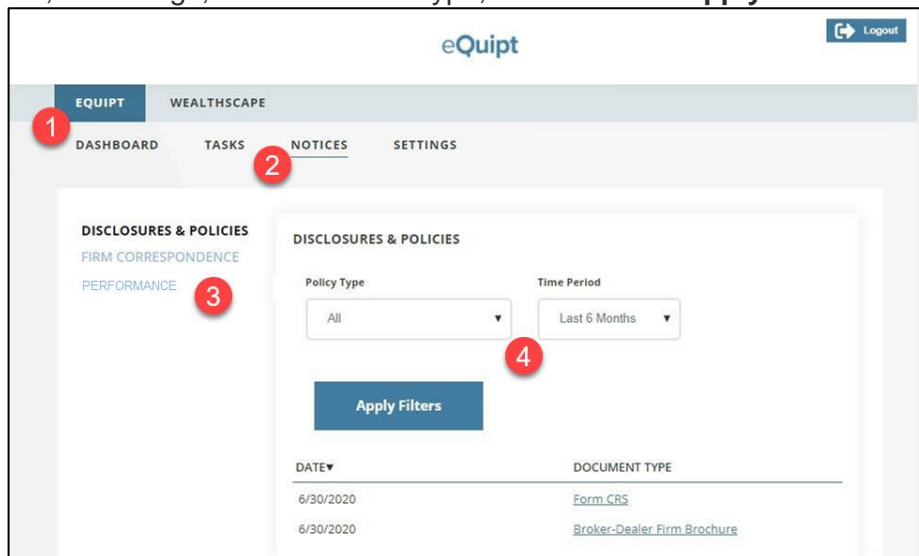 eQuipt
Logout
EQUIPT WEALTHSCAPE
1
DASHBOARD TASKS NOTICES SETTINGS
2
DISCLOSURES & POLICIES
FIRM CORRESPONDENCE
PERFORMANCE
3
DISCLOSURES & POLICIES
Policy Type Time Period
All ▼ Last 6 Months ▼
4
Apply Filters
DATE▼ DOCUMENT TYPE
6/30/2020 Form CRS
6/30/2020 Broker-Dealer Firm Brochure